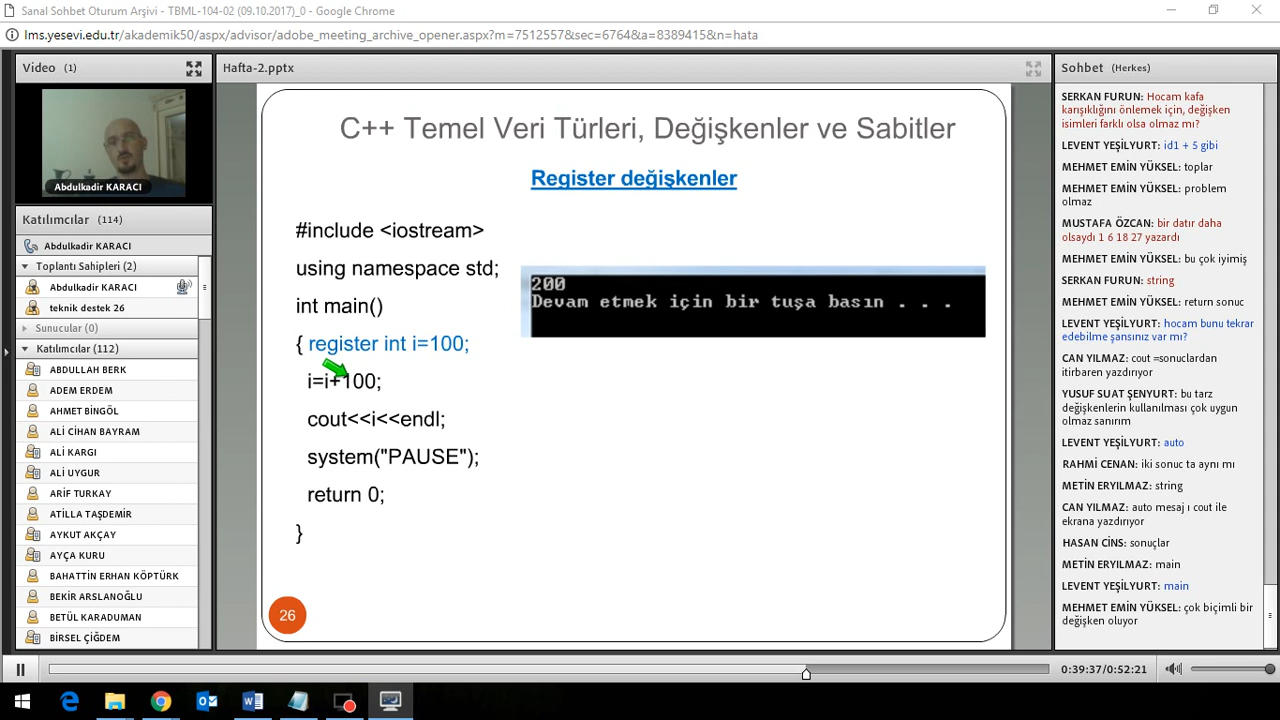 Sanal Sohbet Oturum Arşivi - TBML-104-02 (09.10.2017)_0 - Google Chrome
lms.yesevi.edu.tr/akademik50/aspx/advisor/adobe_meeting_archive_opener.aspx?m=7512557&sec=6764&a=8389415&n=hata
Video (1)
Abdulkadir KARACI
Katılımcılar (114)
Abdulkadir KARACI
Toplantı Sahipleri (2)
Abdulkadir KARACI
teknik destek 26
Sunucular (0)
Katılımcılar (112)
ABDULLAH BERK
ADEM ERDEM
AHMET BİNGÖL
ALİ CİHAN BAYRAM
ALİ KARGI
ALİ UYGUR
ARİF TURKAY
ATİLLA TAŞDEMİR
AYKUT AKÇAY
AYÇA KURU
BAHATTİN ERHAN KÖPTÜRK
BEKİR ARSLANOĞLU
BETÜL KARADUMAN
BİRSEL ÇİĞDEM
Hafta-2.pptx
C++ Temel Veri Türleri, Değişkenler ve Sabitler
Register değişkenler
#include <iostream>
using namespace std;
int main()
{ register int i=100;
i=i+100;
cout<<i<<endl;
system("PAUSE");
return 0;
}
200
Devam etmek için bir tuşa basın . . .
26
Sohbet (Herkes)
SERKAN FURUN: Hocam kafa
karışıklığını önlemek için, değişken
isimleri farklı olsa olmaz mı?
LEVENT YEŞİLYURT: id1 + 5 gibi
MEHMET EMİN YÜKSEL: toplar
MEHMET EMİN YÜKSEL: problem
olmaz
MUSTAFA ÖZCAN: bir datır daha
olsaydı 1 6 18 27 yazardı
MEHMET EMİN YÜKSEL: bu çok iyimiş
SERKAN FURUN: string
MEHMET EMİN YÜKSEL: return sonuc
LEVENT YEŞİLYURT: hocam bunu tekrar
edebilme şansınız var mı?
CAN YILMAZ: cout =sonuclardan
itirbaren yazdırıyor
YUSUF SUAT ŞENYURT: bu tarz
değişkenlerin kullanılması çok uygun
olmaz sanırım
LEVENT YEŞİLYURT: auto
RAHMİ CENAN: iki sonuc ta aynı mı
METİN ERYILMAZ: string
CAN YILMAZ: auto mesaj ı cout ile
ekrana yazdırıyor
HASAN CİNS: sonuçlar
METİN ERYILMAZ: main
LEVENT YEŞİLYURT: main
MEHMET EMİN YÜKSEL: çok biçimli bir
değişken oluyor
0:39:37/0:52:21